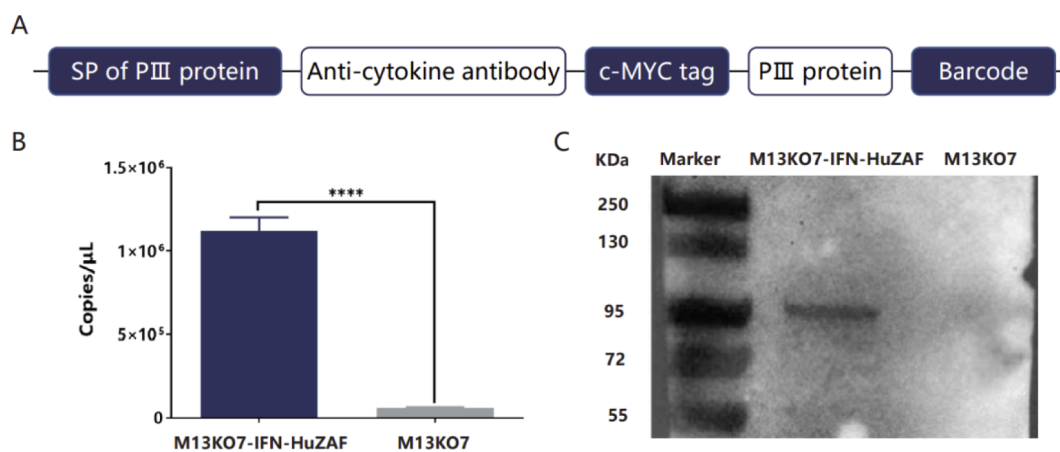 A
SP of PⅢ protein
Anti-cytokine antibody
c-MYC tag
PⅢ protein
Barcode
B
Copies/μL
1.5×10⁶
1×10⁶
5×10⁵
0
****
M13KO7-IFN-HuZAF
M13KO7
C
KDa
Marker
M13KO7-IFN-HuZAF
M13KO7
250
130
95
72
55